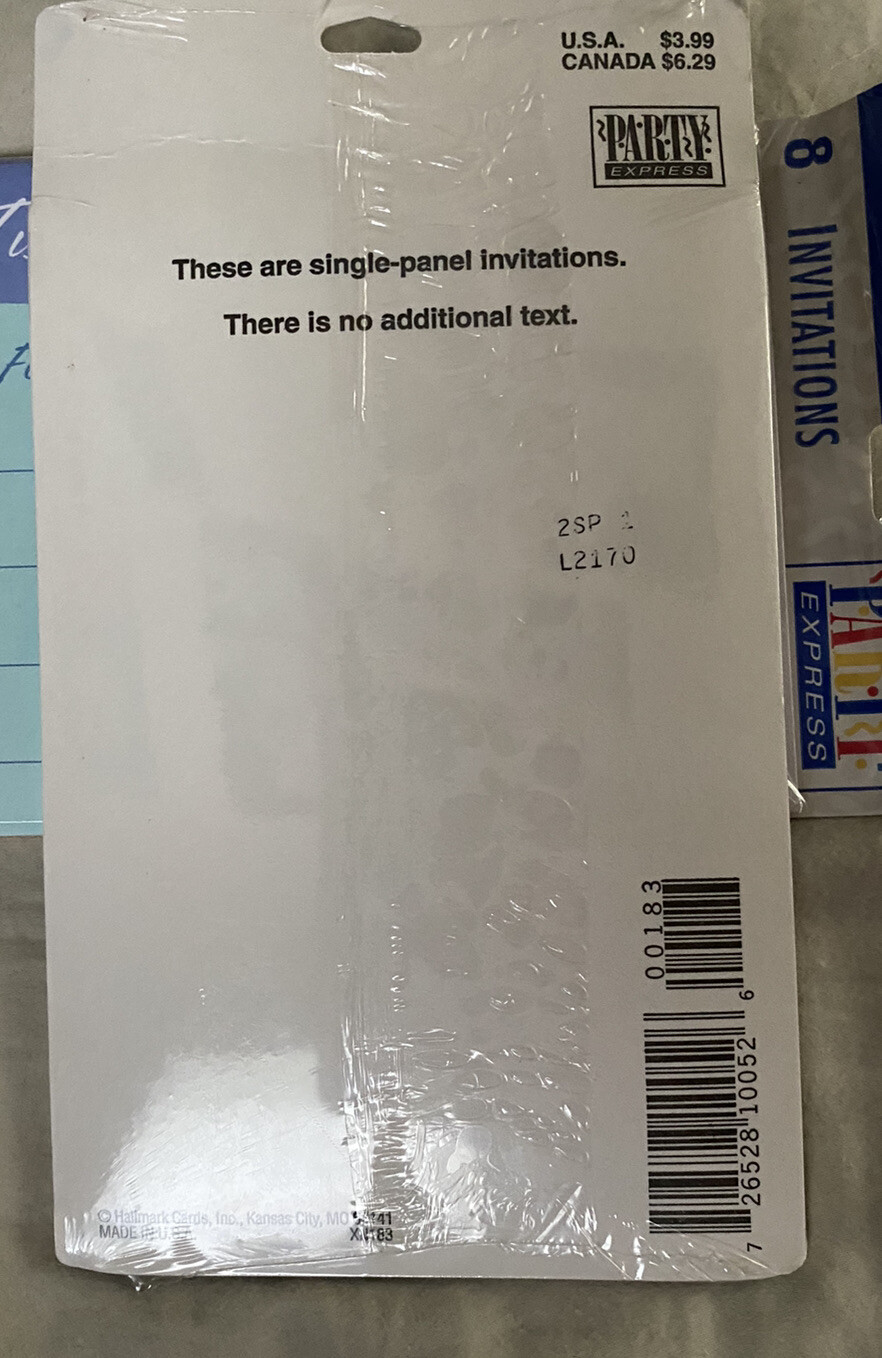 U.S.A. $3.99
CANADA $6.29
PARTY
EXPRESS
These are single-panel invitations.
There is no additional text.
2SP
L2170
00183
7 26528 10052 6
© Hallmark Cards, Inc., Kansas City, MO
MADE IN U.S.A.
8 INVITATIONS
PARTY
EXPRESS